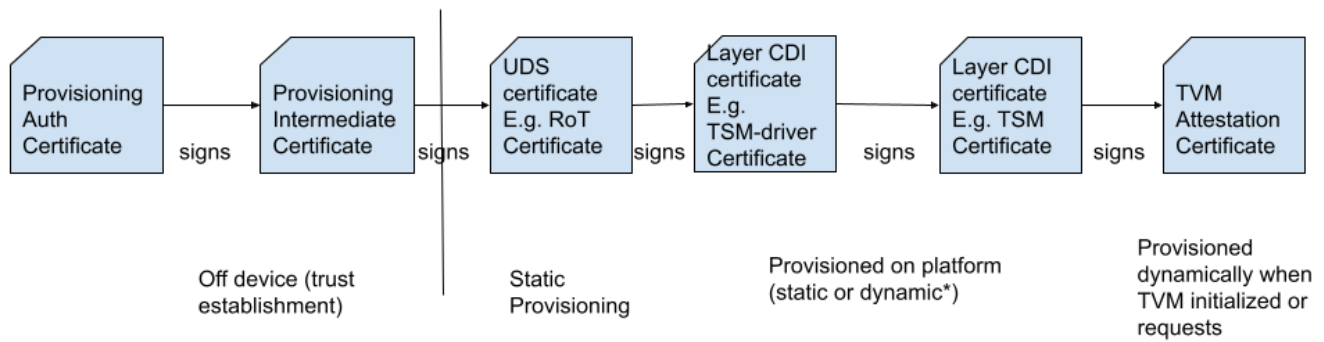 Provisioning
Auth
Certificate
signs
Provisioning
Intermediate
Certificate
signs
UDS
certificate
E.g. RoT
Certificate
signs
Layer CDI
certificate
E.g.
TSM-driver
Certificate
signs
Layer CDI
certificate
E.g. TSM
Certificate
signs
TVM
Attestation
Certificate
Off device (trust
establishment)
Static
Provisioning
Provisioned on platform
(static or dynamic*)
Provisioned
dynamically when
TVM initialized or
requests